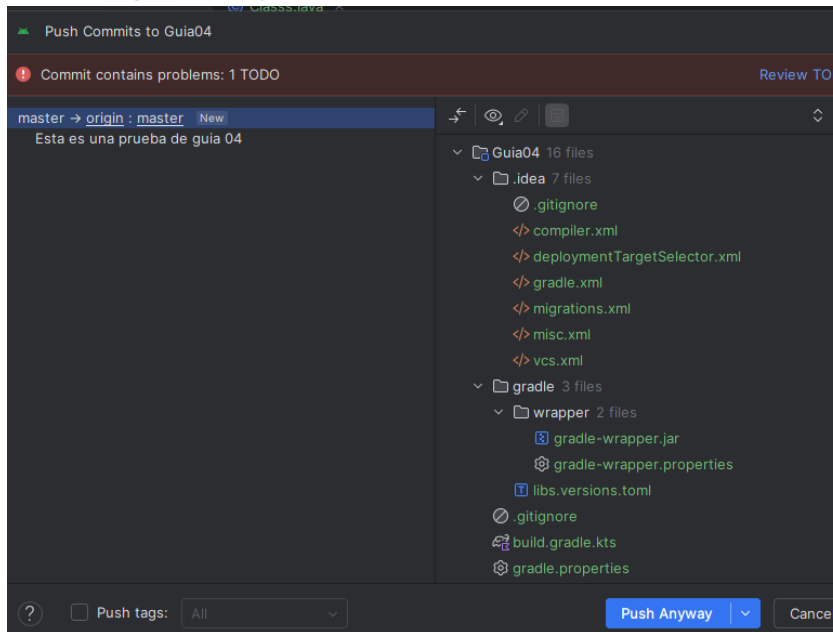 Classs.java
Push Commits to Guia04
Commit contains problems: 1 TODO
Review TO
master → origin : master New
Esta es una prueba de guia 04
Guia04 16 files
.idea 7 files
.gitignore
compiler.xml
deploymentTargetSelector.xml
gradle.xml
migrations.xml
misc.xml
vcs.xml
gradle 3 files
wrapper 2 files
gradle-wrapper.jar
gradle-wrapper.properties
libs.versions.toml
.gitignore
build.gradle.kts
gradle.properties
? Push tags: All
Push Anyway
Cance